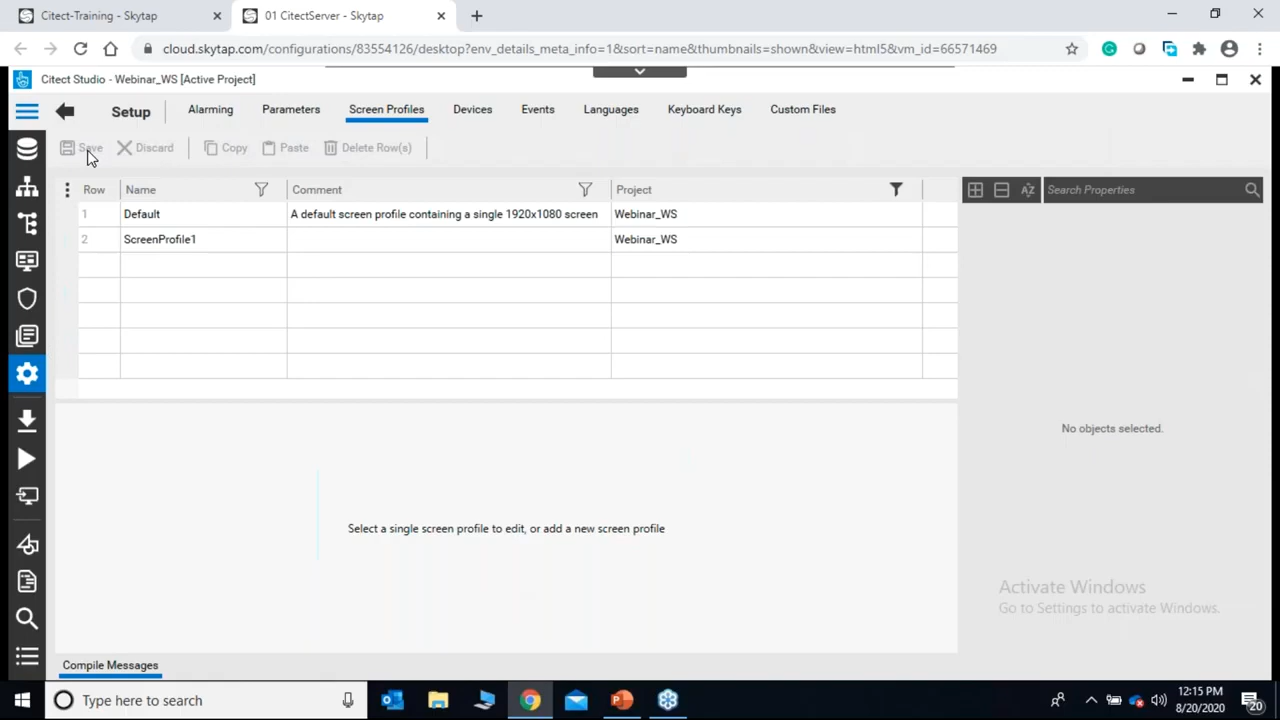 Citect-Training - Skytap
01 CitectServer - Skytap
cloud.skytap.com/configurations/83554126/desktop?env_details_meta_info=1&sort=name&thumbnails=shown&view=html5&vm_id=66571469
Citect Studio - Webinar_WS [Active Project]
Setup Alarming Parameters Screen Profiles Devices Events Languages Keyboard Keys Custom Files
Save Discard Copy Paste Delete Row(s)
Row Name Comment Project
Search Properties
1 Default A default screen profile containing a single 1920x1080 screen Webinar_WS
2 ScreenProfile1 Webinar_WS
No objects selected.
Select a single screen profile to edit, or add a new screen profile
Activate Windows
Go to Settings to activate Windows.
Compile Messages
Type here to search
12:15 PM
8/20/2020
20